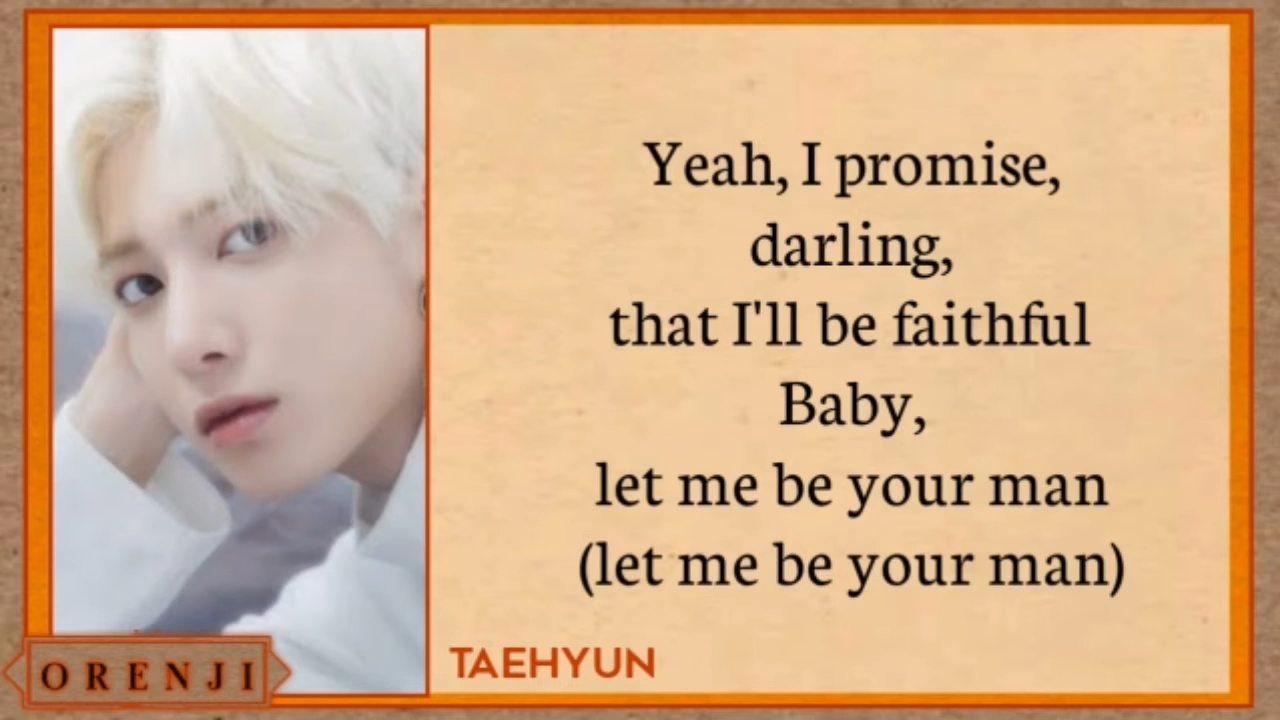 Yeah, I promise,
darling,
that I'll be faithful
Baby,
let me be your man
(let me be your man)
TAEHYUN
ORENJI